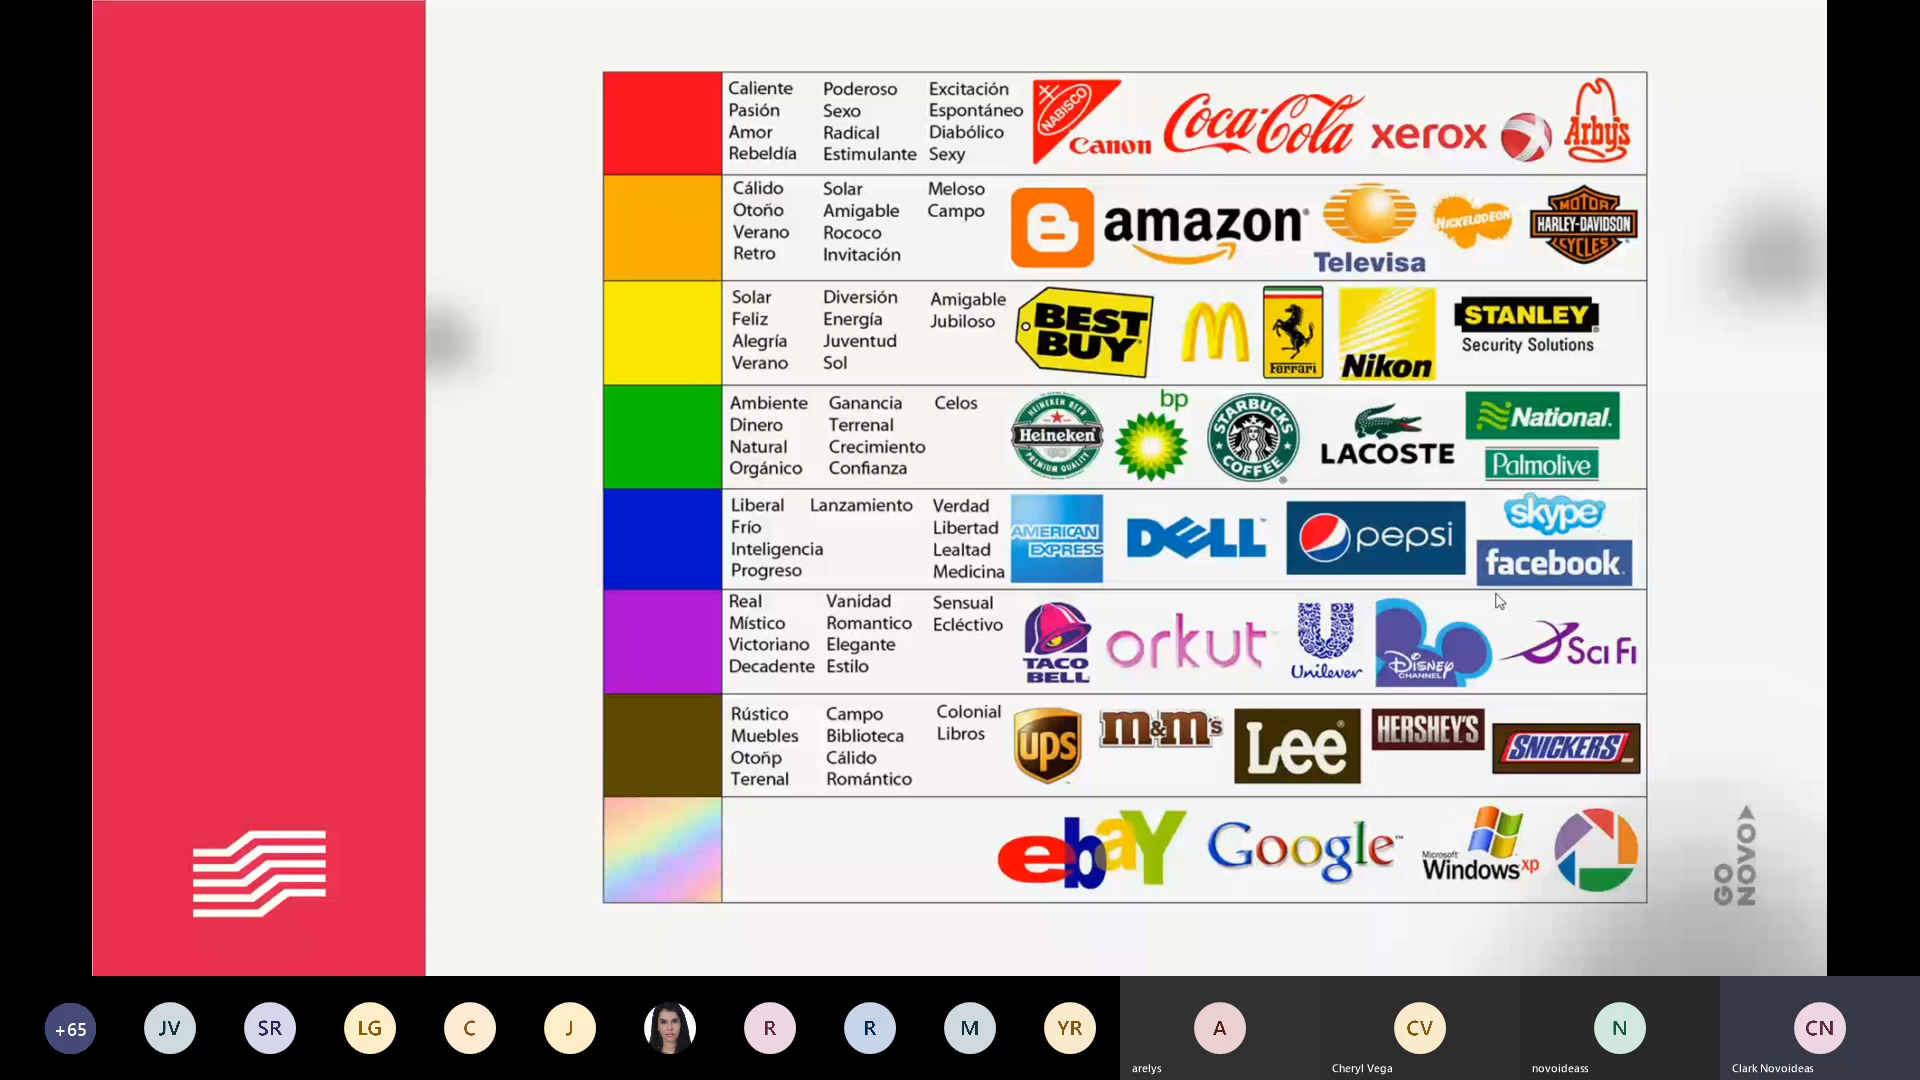 Caliente Poderoso Excitación
Pasión Sexo Espontáneo
Amor Radical Diabólico
Rebeldía Estimulante Sexy
NABISCO
Canon
Coca-Cola
xerox
Arby's
Cálido Solar Meloso
Otoño Amigable Campo
Verano Rococo
Retro Invitación
amazon®
Televisa
NICKELODEON
MOTOR
HARLEY-DAVIDSON
CYCLES
Solar Diversión Amigable
Feliz Energía Jubiloso
Alegría Juventud
Verano Sol
BEST
BUY
Ferrari
Nikon
STANLEY
Security Solutions
Ambiente Ganancia Celos
Dinero Terrenal
Natural Crecimiento
Orgánico Confianza
HEINEKEN BEER
Heineken
PREMIUM QUALITY
bp
STARBUCKS
COFFEE
LACOSTE
National.
Palmolive
Liberal Lanzamiento Verdad
Frío Libertad
Inteligencia Lealtad
Progreso Medicina
AMERICAN
EXPRESS
DELL™
pepsi
skype
facebook
Real Vanidad Sensual
Místico Romantico Ecléctivo
Victoriano Elegante
Decadente Estilo
TACO
BELL
orkut
Unilever
DISNEY
CHANNEL
SCI FI
Rústico Campo Colonial
Muebles Biblioteca Libros
Otoñp Cálido
Terenal Romántico
ups
m&m's
Lee®
HERSHEY'S
SNICKERS
ebaY
Google™
Microsoft
Windows xp
GO
NOVO
+65
JV
SR
LG
C
J
R
R
M
YR
A
arelys
CV
Cheryl Vega
N
novoideass
CN
Clark Novoideas